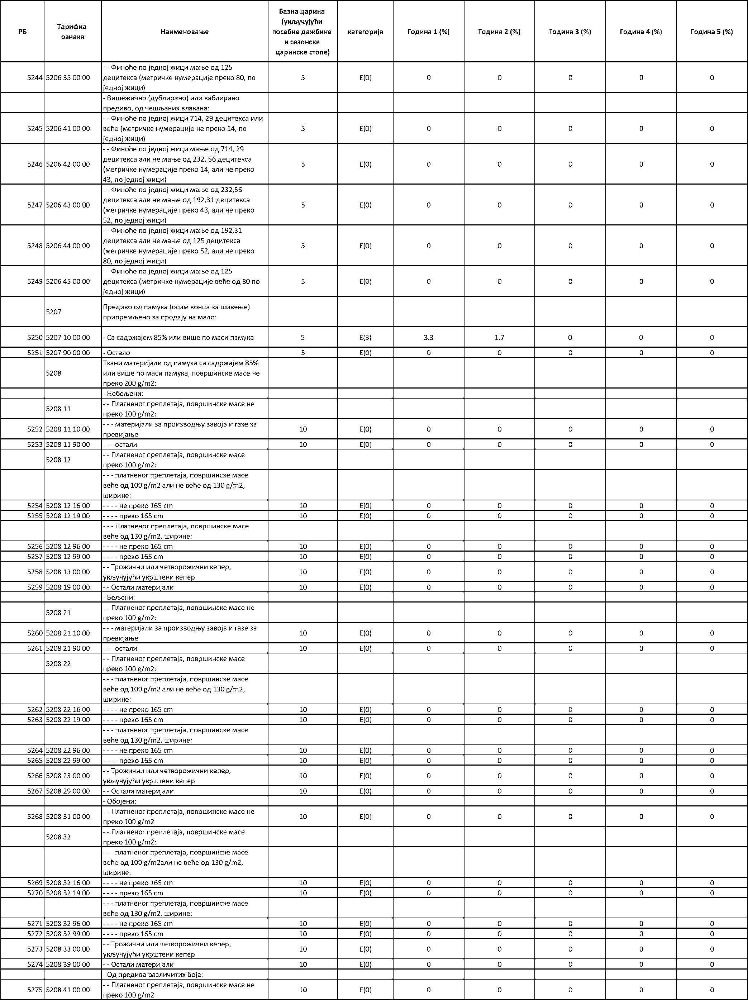 РБ Тарифна ознака Наименовање Базна царина (укључујући посебне дажбине и сезонске царинске стопе) категорија Година 1 (%) Година 2 (%) Година 3 (%) Година 4 (%) Година 5 (%)
5244 5206 35 00 00 - - Финоће по једној жици мање од 125 децитекса (метричке нумерације преко 80, по једној жици) 5 E(0) 0 0 0 0 0
- Вишежично (дублирано) или каблирано предиво, од чешљаних влакана:
5245 5206 41 00 00 - - Финоће по једној жици 714, 29 децитекса или веће (метричке нумерације не преко 14, по једној жици) 5 E(0) 0 0 0 0 0
5246 5206 42 00 00 - - Финоће по једној жици мање од 714, 29 децитекса али не мање од 232, 56 децитекса (метричке нумерације преко 14, али не преко 43, по једној жици) 5 E(0) 0 0 0 0 0
5247 5206 43 00 00 - - Финоће по једној жици мање од 232,56 децитекса али не мање од 192,31 децитекса (метричке нумерације преко 43, али не преко 52, по једној жици) 5 E(0) 0 0 0 0 0
5248 5206 44 00 00 - - Финоће по једној жици мање од 192,31 децитекса али не мање од 125 децитекса (метричке нумерације преко 52, али не преко 80, по једној жици) 5 E(0) 0 0 0 0 0
5249 5206 45 00 00 - - Финоће по једној жици мање од 125 децитекса (метричке нумерације веће од 80 по једној жици) 5 E(0) 0 0 0 0 0
5207 Предиво од памука (осим конца за шивење) припремљено за продају на мало:
5250 5207 10 00 00 - Са садржајем 85% или више по маси памука 5 E(3) 3.3 1.7 0 0 0
5251 5207 90 00 00 - Остало 5 E(0) 0 0 0 0 0
5208 Ткани материјали од памука са садржајем 85% или више по маси памука, површинске масе не преко 200 g/m2:
- Небељени:
5208 11 - - Платненог преплетаја, површинске масе не преко 100 g/m2:
5252 5208 11 10 00 - - - материјали за производњу завоја и газе за превијање 10 E(0) 0 0 0 0 0
5253 5208 11 90 00 - - - остали 10 E(0) 0 0 0 0 0
5208 12 - - Платненог преплетаја, површинске масе преко 100 g/m2:
- - - платненог преплетаја, површинске масе веће од 100 g/m2 али не веће од 130 g/m2, ширине:
5254 5208 12 16 00 - - - - не преко 165 cm 10 E(0) 0 0 0 0 0
5255 5208 12 19 00 - - - - преко 165 cm 10 E(0) 0 0 0 0 0
- - - Платненог преплетаја, површинске масе веће од 130 g/m2, ширине:
5256 5208 12 96 00 - - - - не преко 165 cm 10 E(0) 0 0 0 0 0
5257 5208 12 99 00 - - - - преко 165 cm 10 E(0) 0 0 0 0 0
5258 5208 13 00 00 - - Трожични или четворожични кепер, укључујући укрштени кепер 10 E(0) 0 0 0 0 0
5259 5208 19 00 00 - - Остали материјали 10 E(0) 0 0 0 0 0
- Бељени:
5208 21 - - Платненог преплетаја, површинске масе не преко 100 g/m2:
5260 5208 21 10 00 - - - материјали за производњу завоја и газе за превијање 10 E(0) 0 0 0 0 0
5261 5208 21 90 00 - - - остали 10 E(0) 0 0 0 0 0
5208 22 - - Платненог преплетаја, површинске масе преко 100 g/m2:
- - - платненог преплетаја, површинске масе веће од 100 g/m2 али не веће од 130 g/m2, ширине:
5262 5208 22 16 00 - - - - не преко 165 cm 10 E(0) 0 0 0 0 0
5263 5208 22 19 00 - - - - преко 165 cm 10 E(0) 0 0 0 0 0
- - - платненог преплетаја, површинске масе веће од 130 g/m2, ширине:
5264 5208 22 96 00 - - - - не преко 165 cm 10 E(0) 0 0 0 0 0
5265 5208 22 99 00 - - - - преко 165 cm 10 E(0) 0 0 0 0 0
5266 5208 23 00 00 - - Трожични или четворожични кепер, укључујући укрштени кепер 10 E(0) 0 0 0 0 0
5267 5208 29 00 00 - - Остали материјали 10 E(0) 0 0 0 0 0
- Обојени:
5268 5208 31 00 00 - - Платненог преплетаја, површинске масе не преко 100 g/m2 10 E(0) 0 0 0 0 0
5208 32 - - Платненог преплетаја, површинске масе преко 100 g/m2:
- - - платненог преплетаја, површинске масе веће од 100 g/m2али не веће од 130 g/m2, ширине:
5269 5208 32 16 00 - - - - не преко 165 cm 10 E(0) 0 0 0 0 0
5270 5208 32 19 00 - - - - преко 165 cm 10 E(0) 0 0 0 0 0
- - - платненог преплетаја, површинске масе веће од 130 g/m2, ширине:
5271 5208 32 96 00 - - - - не преко 165 cm 10 E(0) 0 0 0 0 0
5272 5208 32 99 00 - - - - преко 165 cm 10 E(0) 0 0 0 0 0
5273 5208 33 00 00 - - Трожични или четворожични кепер, укључујући укрштени кепер 10 E(0) 0 0 0 0 0
5274 5208 39 00 00 - - Остали материјали 10 E(0) 0 0 0 0 0
- Од предива различитих боја:
5275 5208 41 00 00 - - Платненог преплетаја, површинске масе не преко 100 g/m2 10 E(0) 0 0 0 0 0